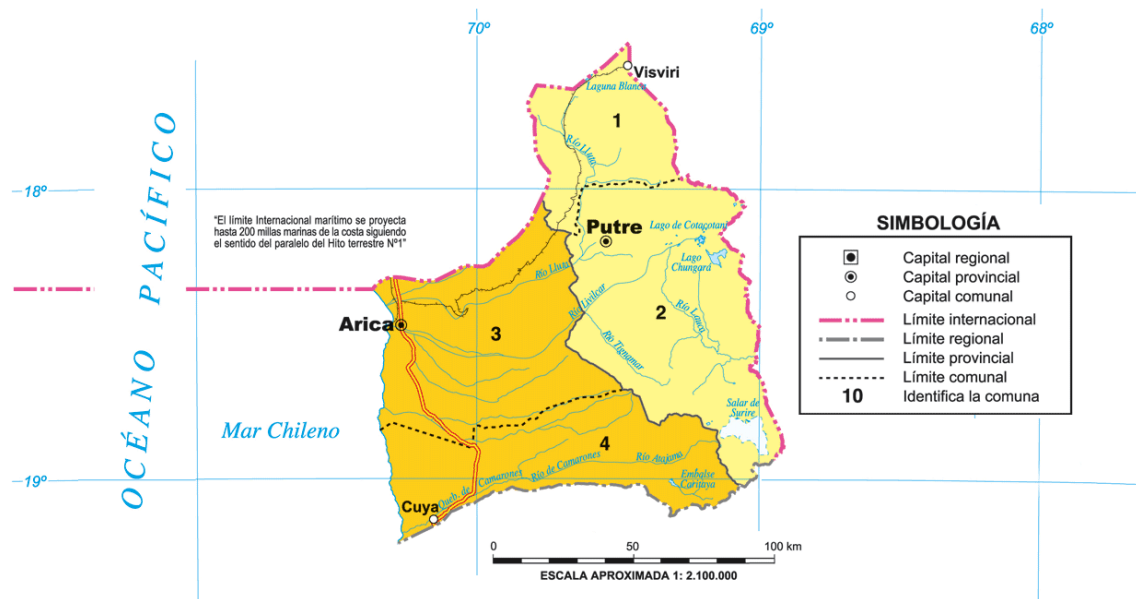 70º
69º
68º
Visviri
Laguna Blanca
1
Río Lluta
18º
OCÉANO PACÍFICO
"El límite Internacional marítimo se proyecta
hasta 200 millas marinas de la costa siguiendo
el sentido del paralelo del Hito terrestre Nº1"
Putre
Lago de Cotacotani
Lago
Chungará
Río Lluta
Río Livilcar
Río Lauca
2
Arica
3
Río Tignamar
SIMBOLOGÍA
Capital regional
Capital provincial
Capital comunal
Límite internacional
Límite regional
Límite provincial
Límite comunal
10 Identifica la comuna
Mar Chileno
Salar de
Surire
4
Río Atajana
Río de Camarones
Queb. de Camarones
Embalse
Caritaya
19º
Cuya
0 50 100 km
ESCALA APROXIMADA 1: 2.100.000